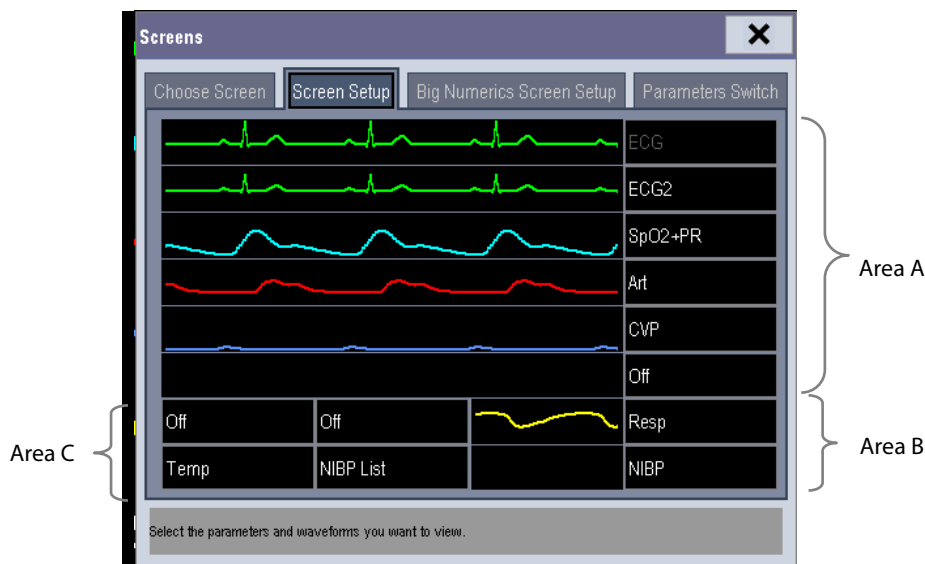 Screens
Choose Screen Screen Setup Big Numerics Screen Setup Parameters Switch
ECG
ECG2
SpO2+PR
Art
CVP
Off
Off Off Resp
Temp NIBP List NIBP
Select the parameters and waveforms you want to view.
Area A
Area B
Area C